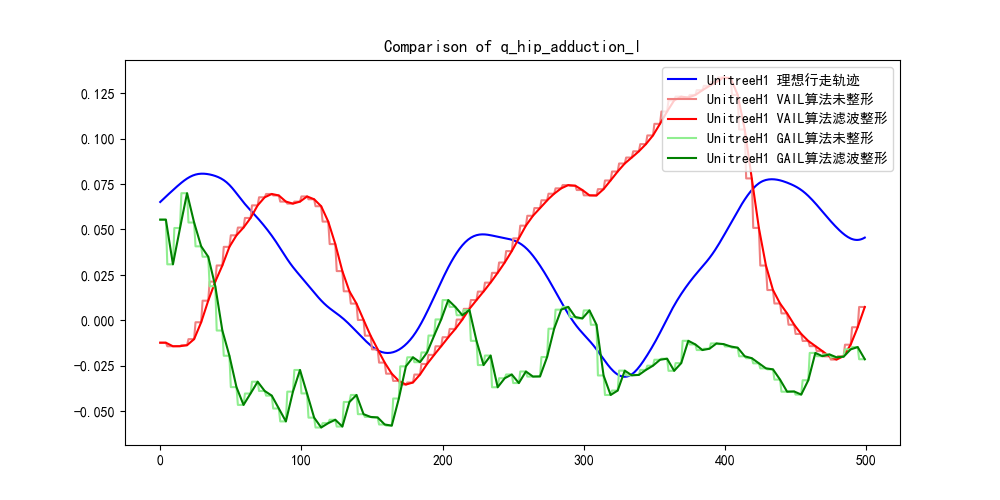 Comparison of q_hip_adduction_l
UnitreeH1 理想行走轨迹
UnitreeH1 VAIL算法未整形
UnitreeH1 VAIL算法滤波整形
UnitreeH1 GAIL算法未整形
UnitreeH1 GAIL算法滤波整形
0.125
0.100
0.075
0.050
0.025
0.000
−0.025
−0.050
0 100 200 300 400 500